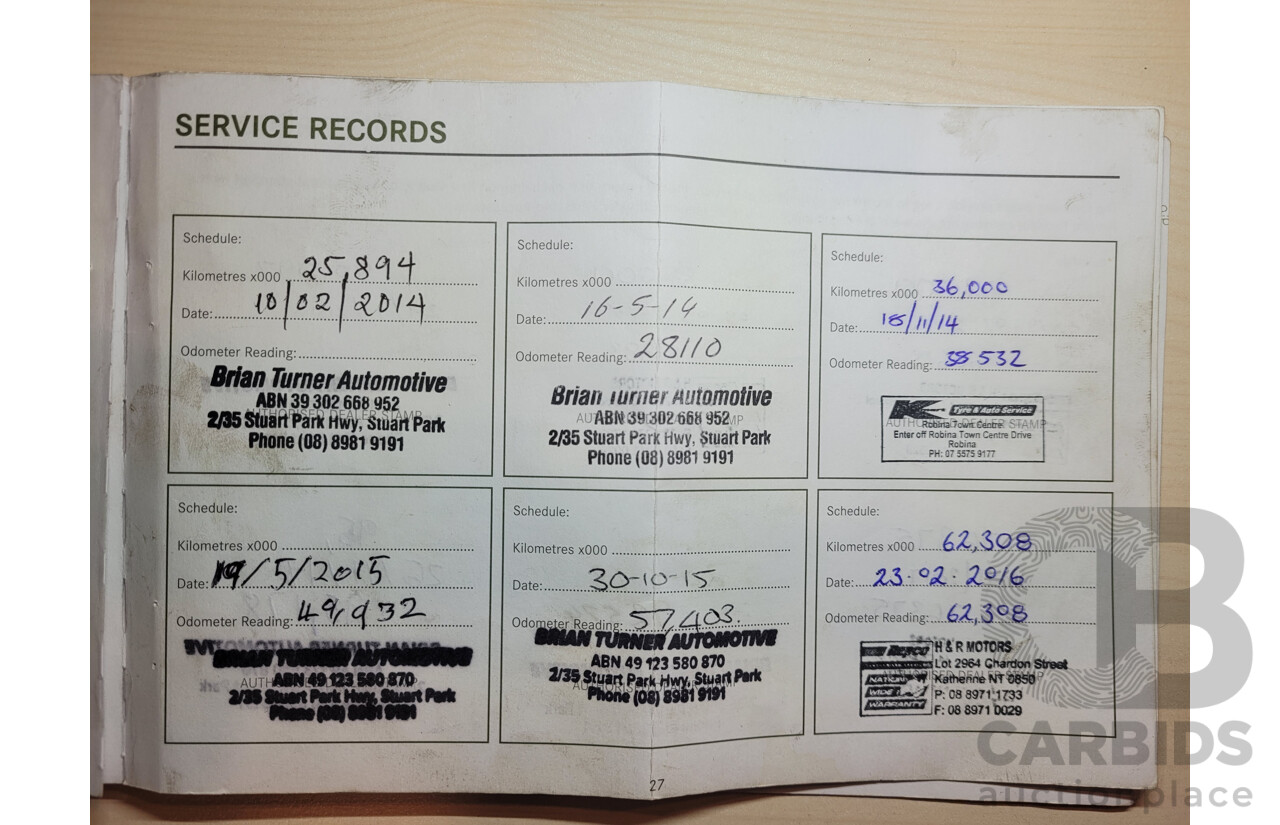 SERVICE RECORDS
Schedule:
Kilometres x000 25,894
Date: 10/02/2014
Odometer Reading:
AUTHORISED DEALER STAMP
Brian Turner Automotive
ABN 39 302 668 952
2/35 Stuart Park Hwy, Stuart Park
Phone (08) 8981 9191
Schedule:
Kilometres x000
Date: 16-5-14
Odometer Reading: 28110
Brian Turner Automotive
ABN 39 302 668 952
2/35 Stuart Park Hwy, Stuart Park
Phone (08) 8981 9191
Schedule:
Kilometres x000 36,000
Date: 18/11/14
Odometer Reading: 38532
K Tyre & Auto Service
Robina Town Centre
Enter off Robina Town Centre Drive
Robina
PH: 07 5575 9177
Schedule:
Kilometres x000
Date: 19/5/2015
Odometer Reading: 49,932
BRIAN TURNER AUTOMOTIVE
ABN 49 123 580 870
2/35 Stuart Park Hwy, Stuart Park
Phone (08) 8981 9191
Schedule:
Kilometres x000
Date: 30-10-15
Odometer Reading: 57,403.
BRIAN TURNER AUTOMOTIVE
ABN 49 123 580 870
2/35 Stuart Park Hwy, Stuart Park
Phone (08) 8981 9191
Schedule:
Kilometres x000 62,308
Date: 23.02.2016
Odometer Reading: 62,308
Repco
NATION
WIDE
WARRANTY
H & R MOTORS
Lot 2964 Chardon Street
Katherine NT 0850
P: 08 8971 1733
F: 08 8971 0029
27
CARBIDS
auctionplace